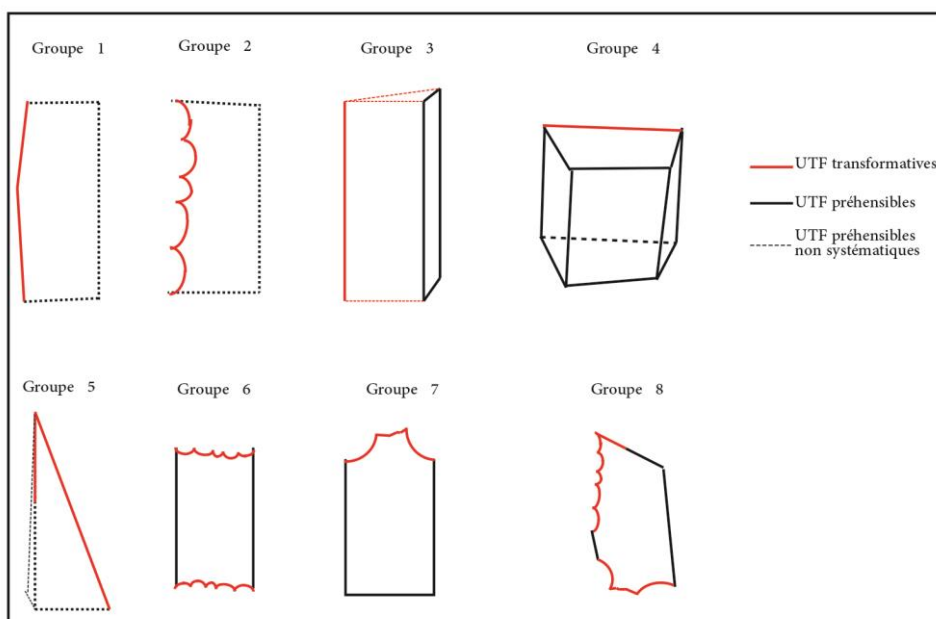 Groupe 1
Groupe 2
Groupe 3
Groupe 4
UTF transformatives
UTF préhensibles
UTF préhensibles
non systématiques
Groupe 5
Groupe 6
Groupe 7
Groupe 8